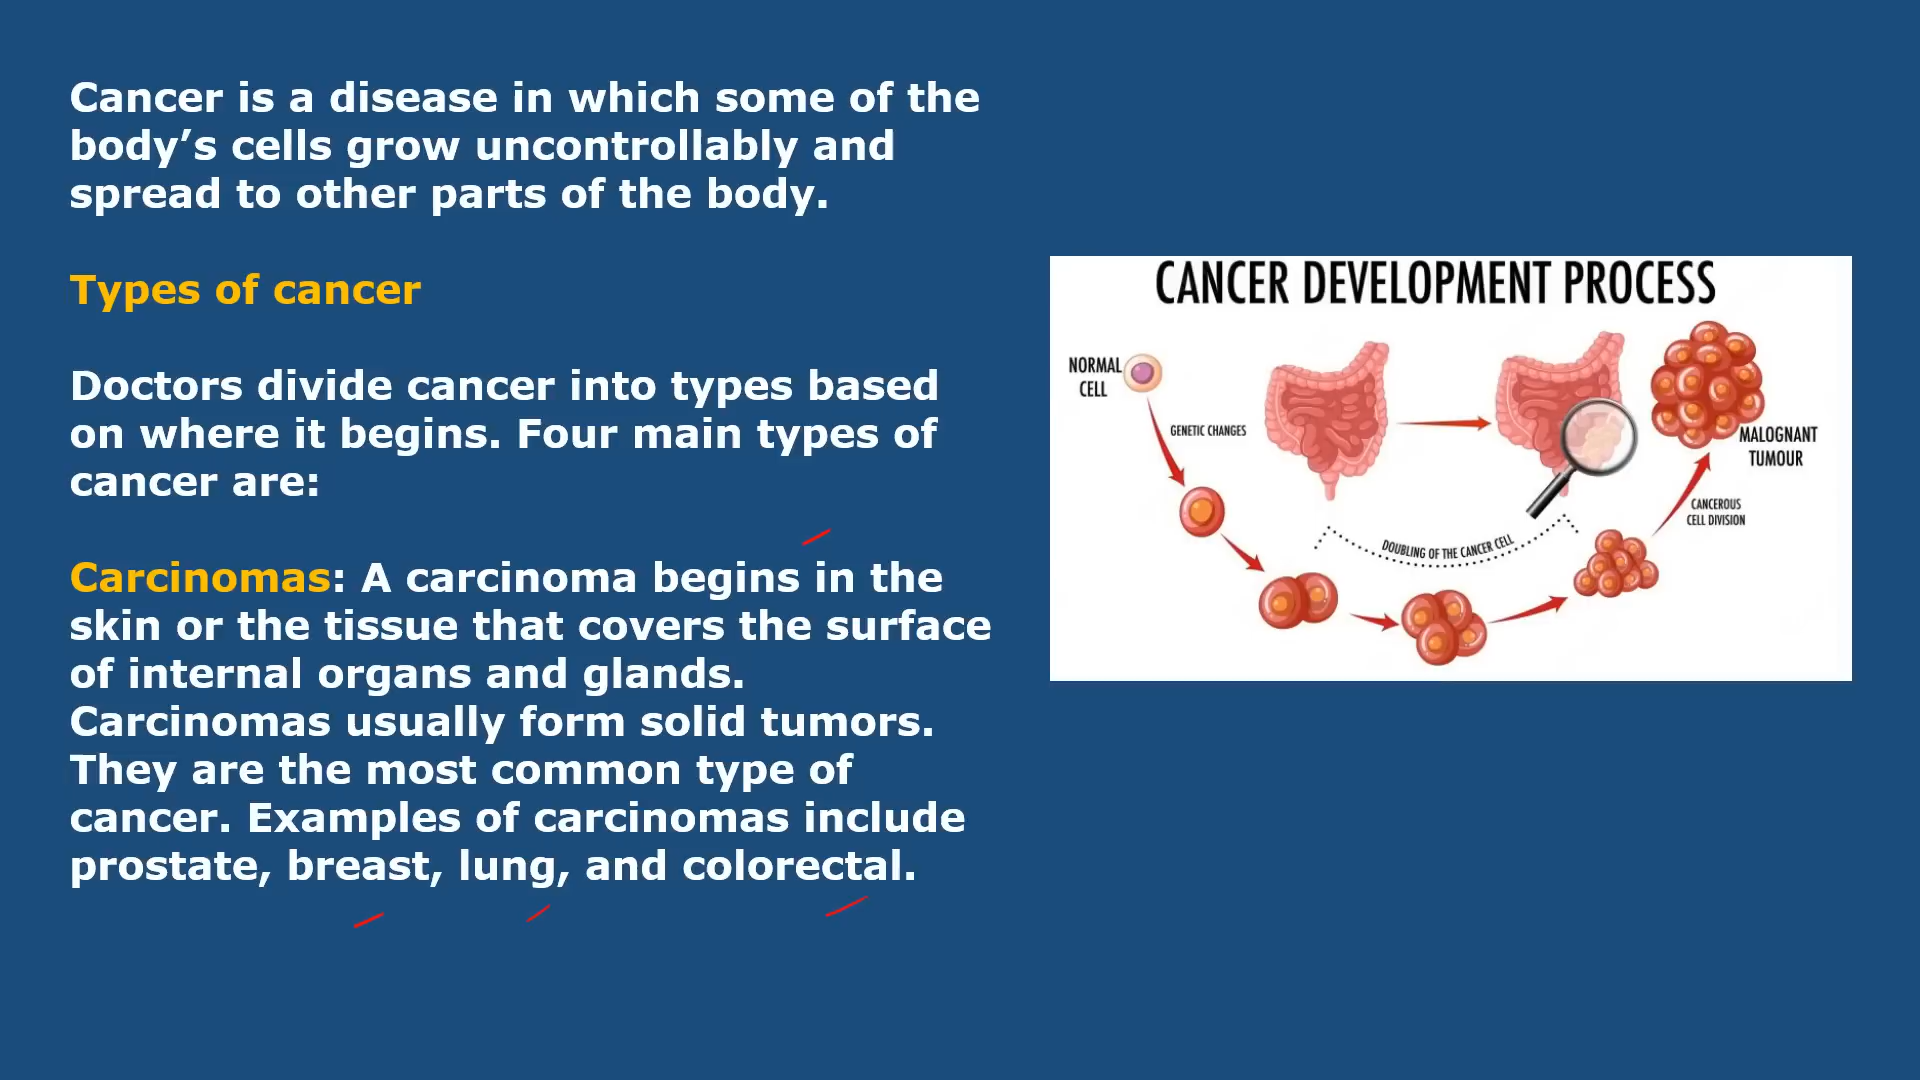 Cancer is a disease in which some of the
body’s cells grow uncontrollably and
spread to other parts of the body.
Types of cancer
Doctors divide cancer into types based
on where it begins. Four main types of
cancer are:
Carcinomas: A carcinoma begins in the
skin or the tissue that covers the surface
of internal organs and glands.
Carcinomas usually form solid tumors.
They are the most common type of
cancer. Examples of carcinomas include
prostate, breast, lung, and colorectal.
CANCER DEVELOPMENT PROCESS
NORMAL
CELL
GENETIC CHANGES
DOUBLING OF THE CANCER CELL
CANCEROUS
CELL DIVISION
MALOGNANT
TUMOUR